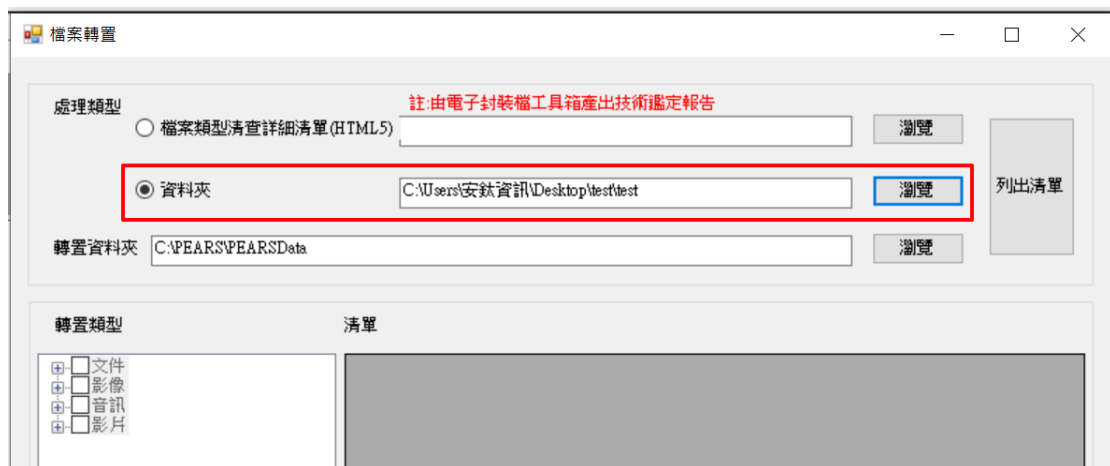 檔案轉置
處理類型
註:由電子封裝檔工具箱產出技術鑑定報告
檔案類型清查詳細清單(HTML5)
瀏覽
資料夾
C:\Users\安鈦資訊\Desktop\test\test
瀏覽
列出清單
轉置資料夾
C:\PEARS\PEARSData
瀏覽
轉置類型
清單
文件
影像
音訊
影片